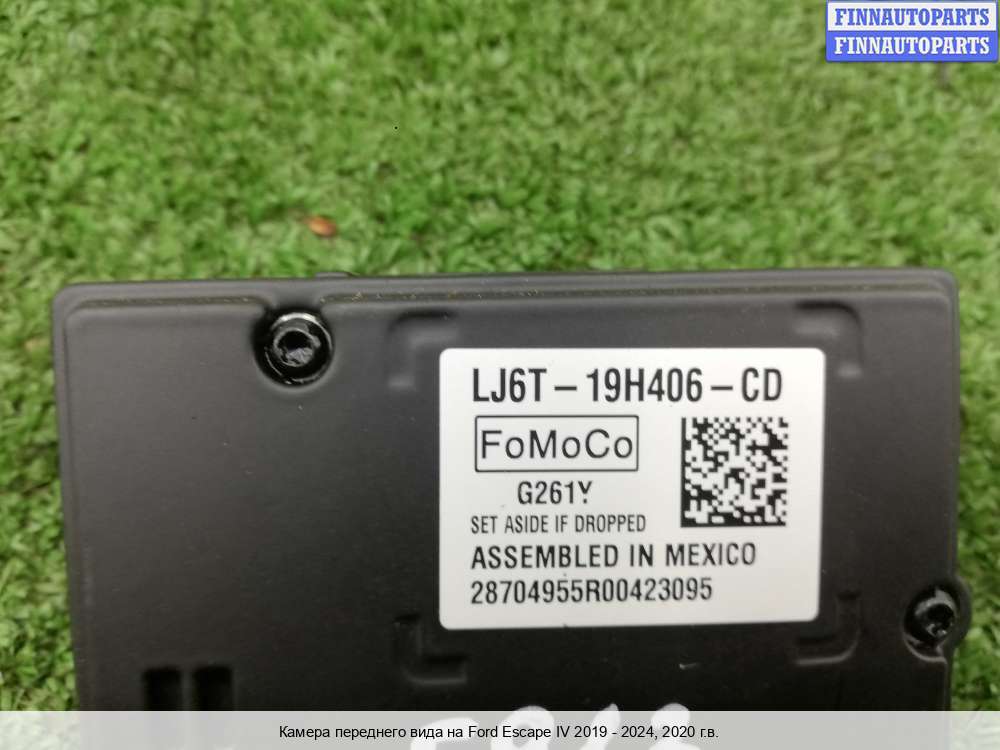 FINNAUTOPARTS
FINNAUTOPARTS
LJ6T-19H406-CD
FoMoCo
G261Y
SET ASIDE IF DROPPED
ASSEMBLED IN MEXICO
28704955R00423095
Камера переднего вида на Ford Escape IV 2019 - 2024, 2020 г.в.